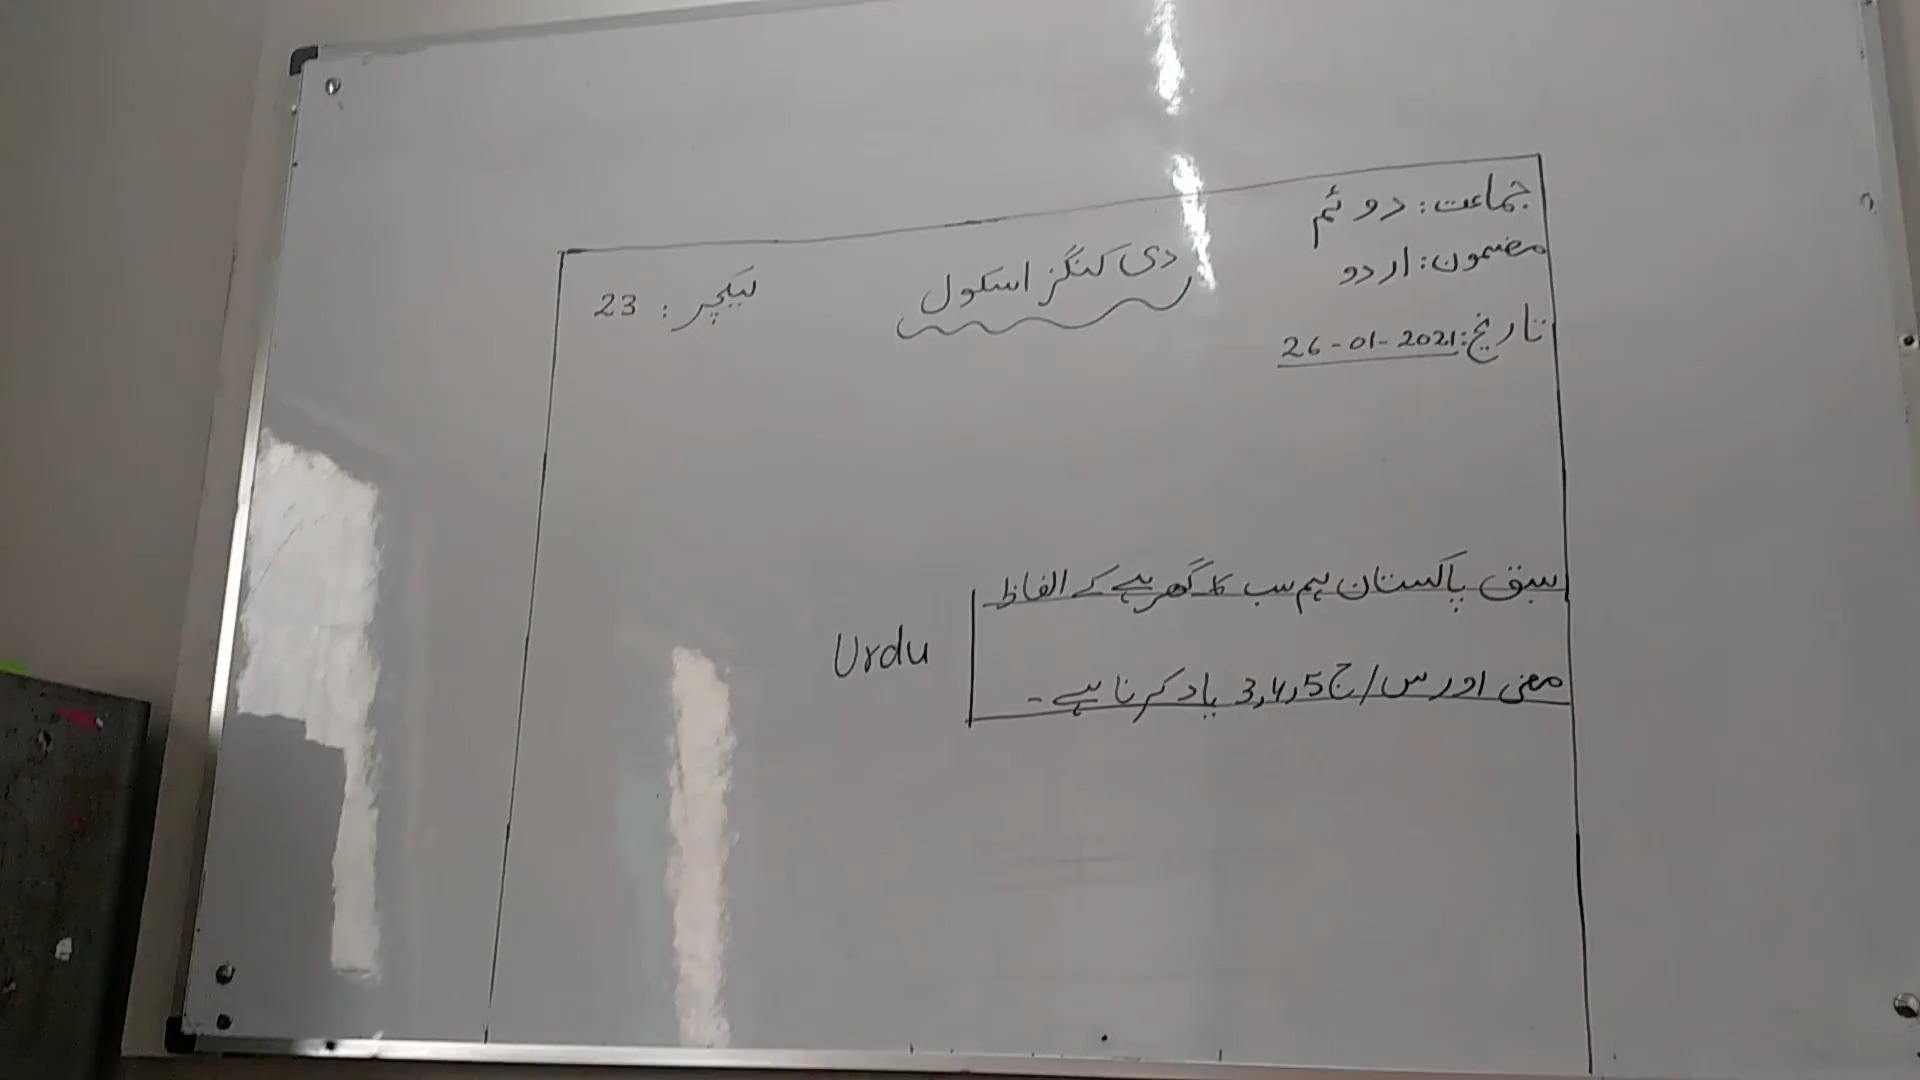 جماعت: دوئم
مضمون: اردو
تاریخ: 26-01-2021
دی کنگز اسکول
لیکچر: 23
سبق پاکستان ہم سب کا گھر ہے کے الفاظ
معنی اور س/ج 3,4,5 یاد کرنا ہے۔
Urdu